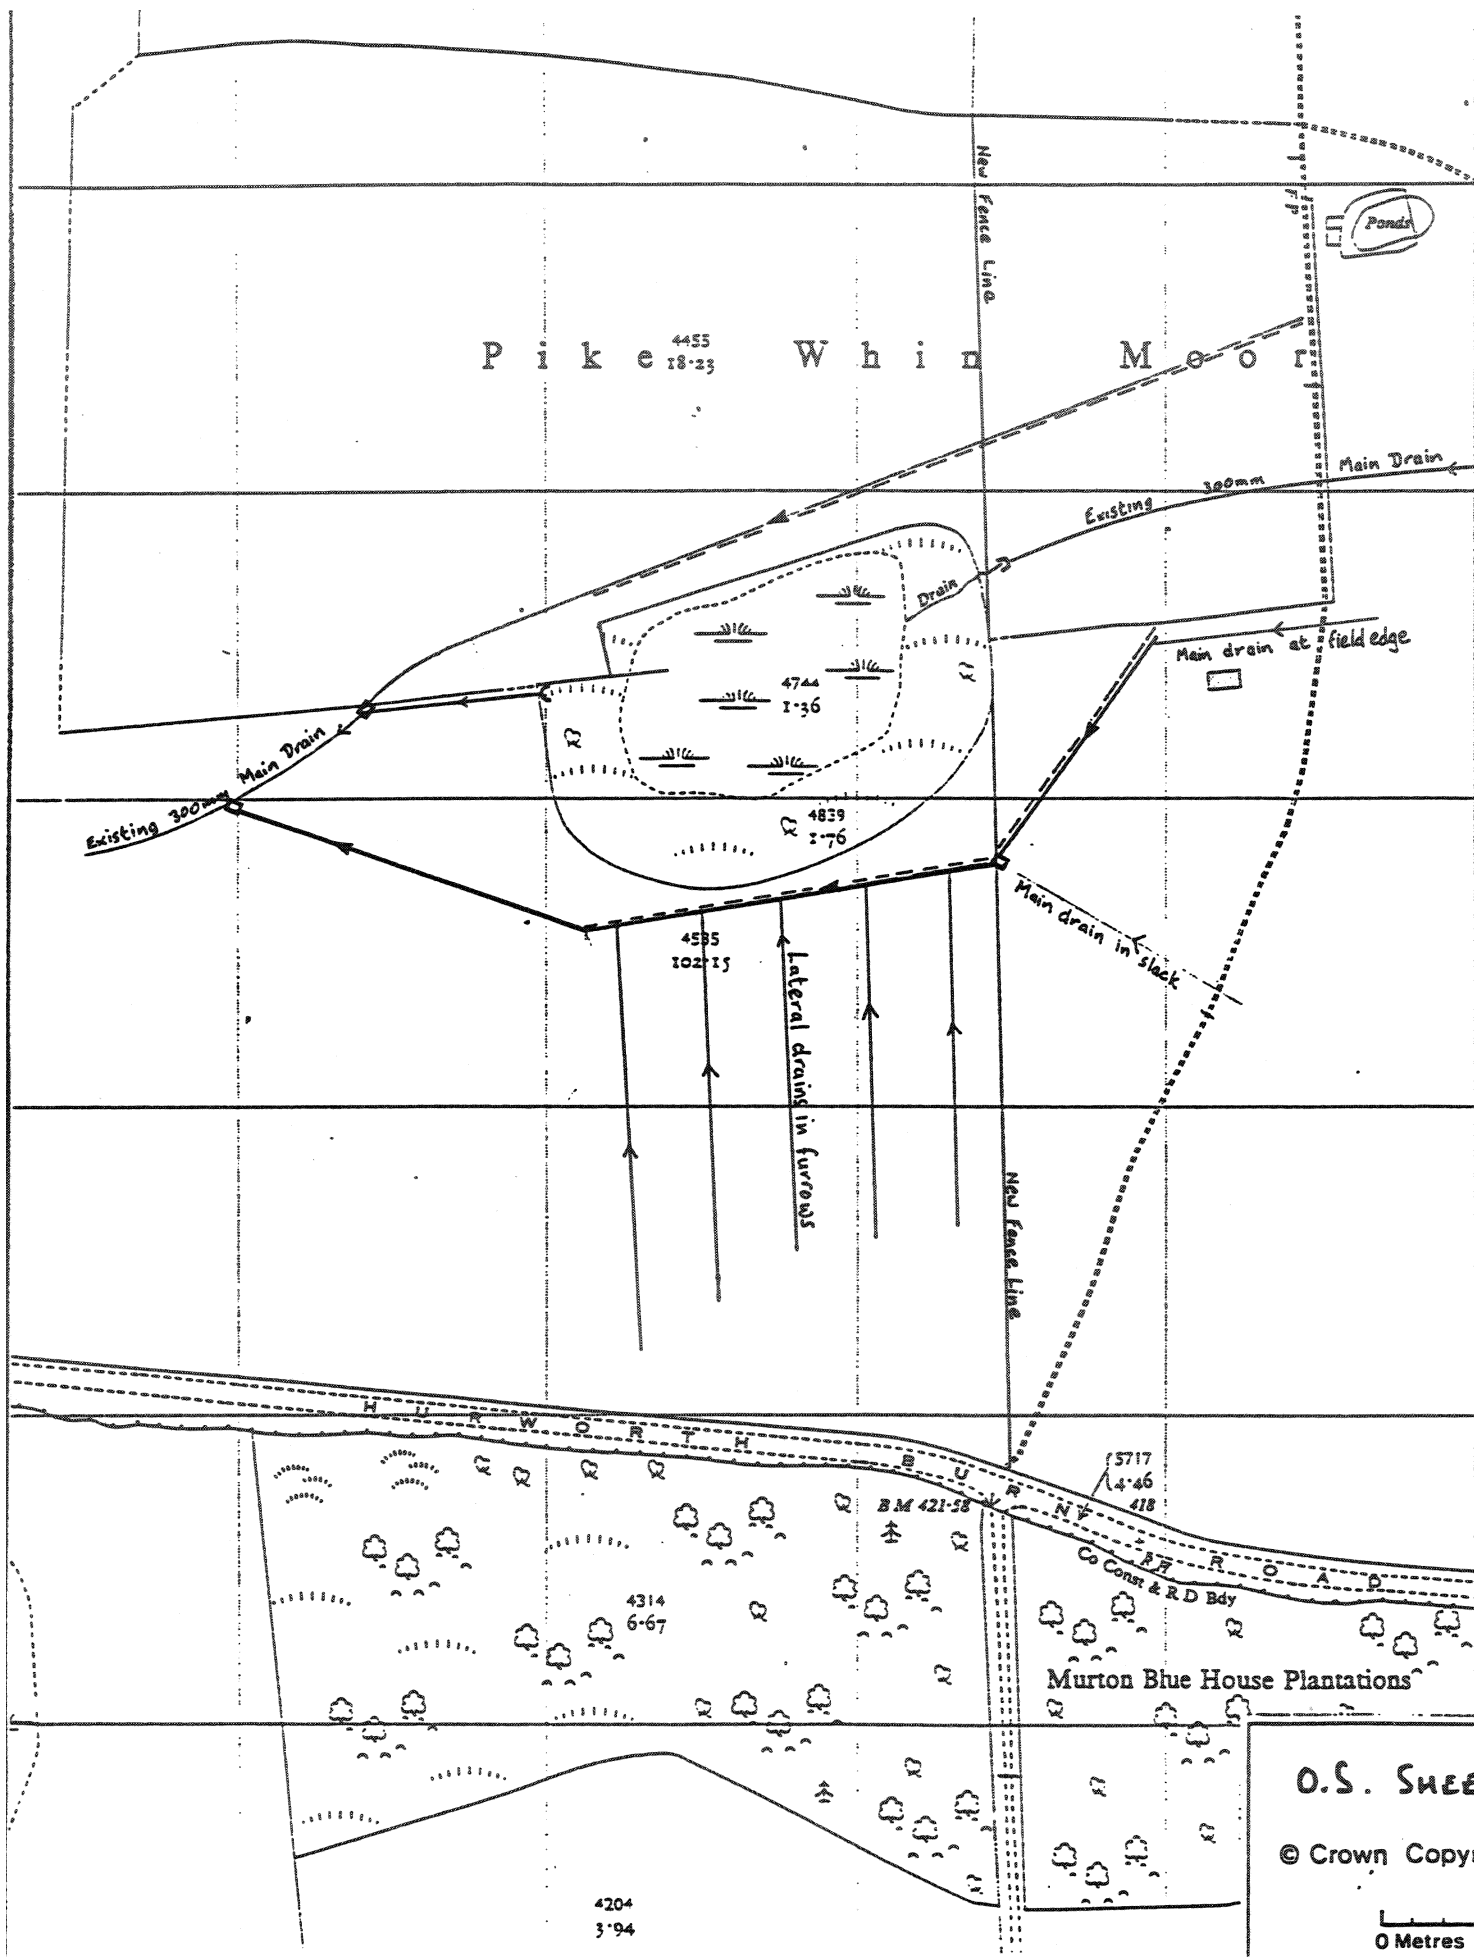 New Fence Line
F P
Ponds
Pike Whin Moor
4455
18·23
Main Drain
300mm
Existing
Drain
Main drain at field edge
4744
1·36
Main Drain
Existing 300mm
4839
1·76
Main drain in slack
4585
102·15
Lateral drains in furrows
New Fence Line
HURWORTH BURN ROAD
5717
4·46
418
B M 421·58
Co Const & R D Bdy
4314
6·67
Murton Blue House Plantations
O.S. SHEE
© Crown Copyr
4204
3·94
0 Metres